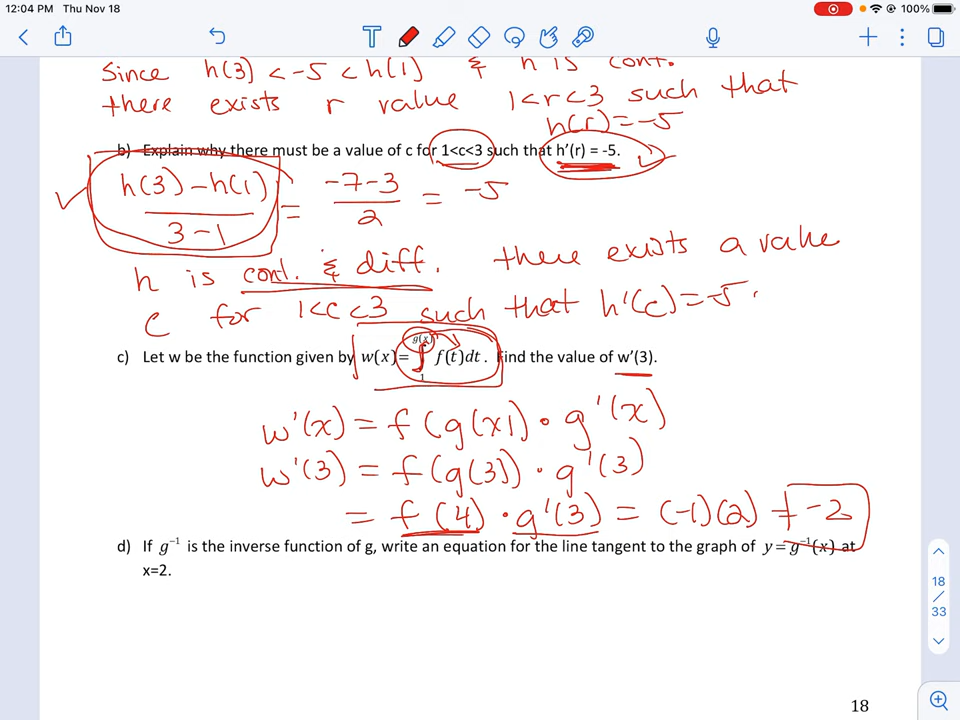 12:04 PM Thu Nov 18
100%
Since h(3) < -5 < h(1) & h is cont.
there exists r value 1<r<3 such that
h(r) = -5
b) Explain why there must be a value of c for 1<c<3 such that h'(r) = -5.
h(3) - h(1) / 3 - 1 = -7-3 / 2 = -5
h is cont. & diff. there exists a value
c for 1<c<3 such that h'(c) = -5.
c) Let w be the function given by w(x) = ∫₁^{g(x)} f(t)dt. Find the value of w'(3).
w'(x) = f(g(x)) · g'(x)
w'(3) = f(g(3)) · g'(3)
= f(4) · g'(3) = (-1)(2) = -2
d) If g⁻¹ is the inverse function of g, write an equation for the line tangent to the graph of y = g⁻¹(x) at
x=2.
18
/
33
18